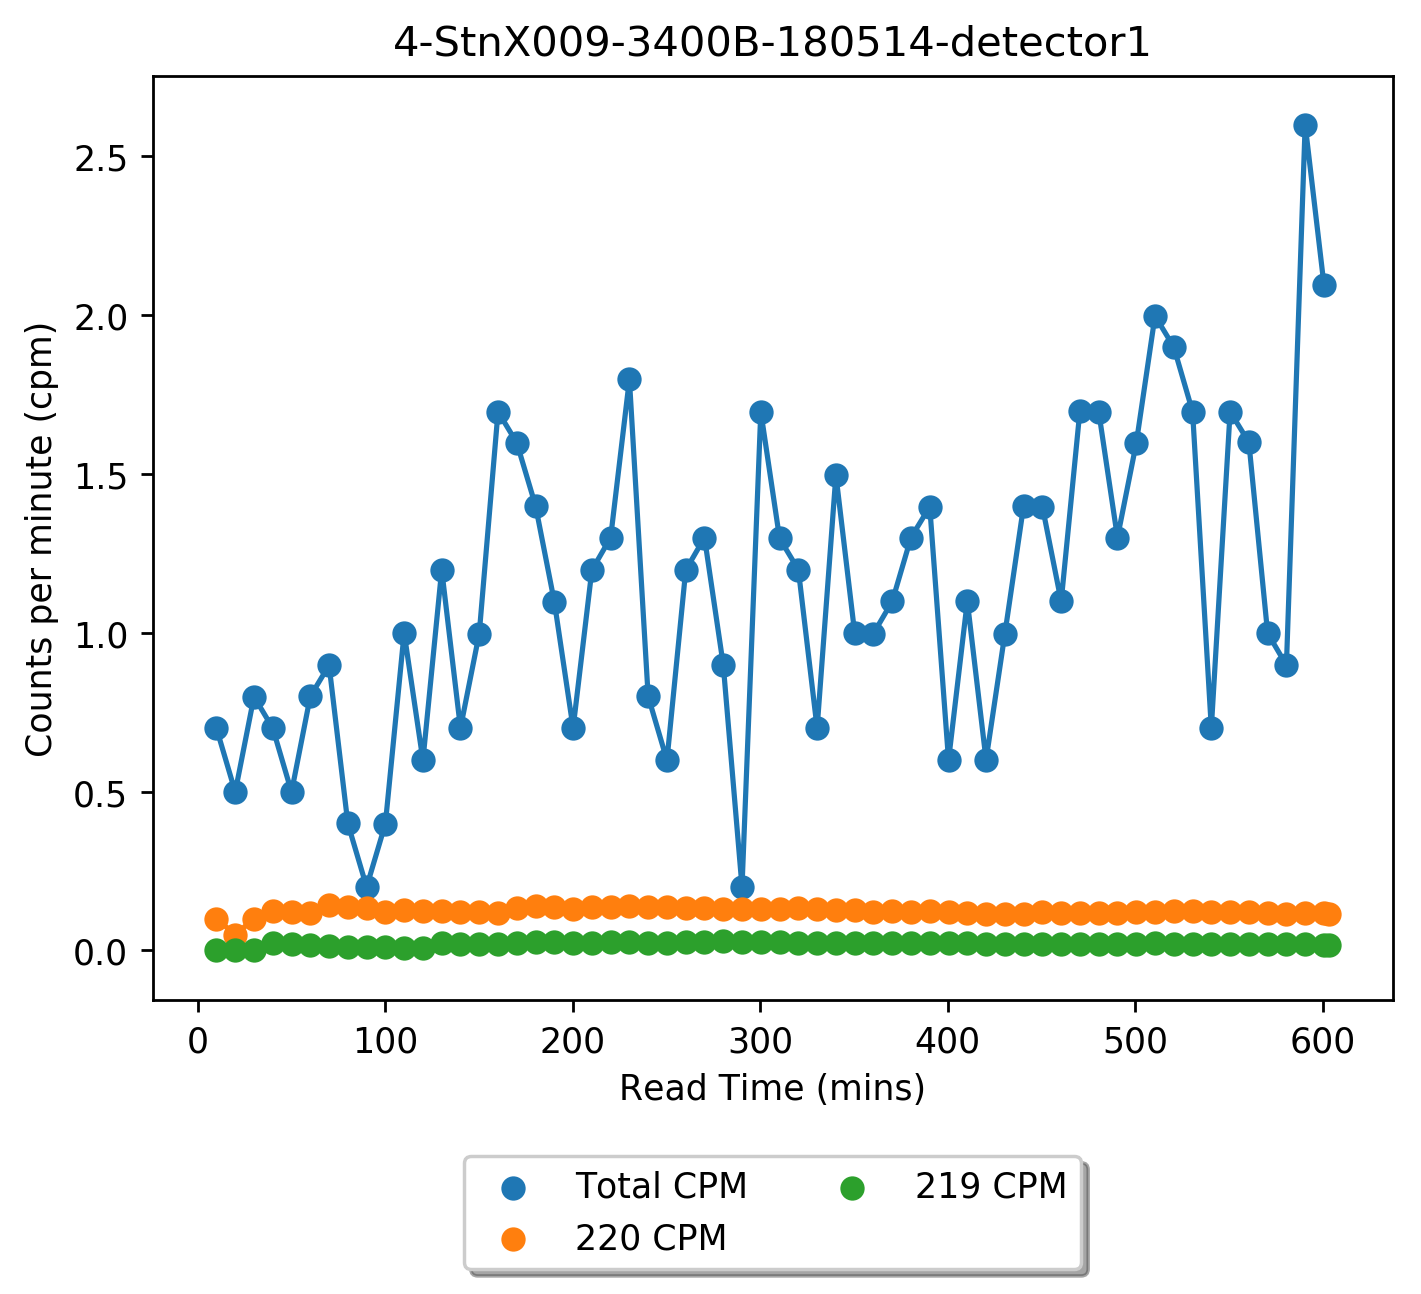 4-StnX009-3400B-180514-detector1
2.5
2.0
1.5
1.0
0.5
0.0
Counts per minute (cpm)
0 100 200 300 400 500 600
Read Time (mins)
Total CPM 219 CPM
220 CPM